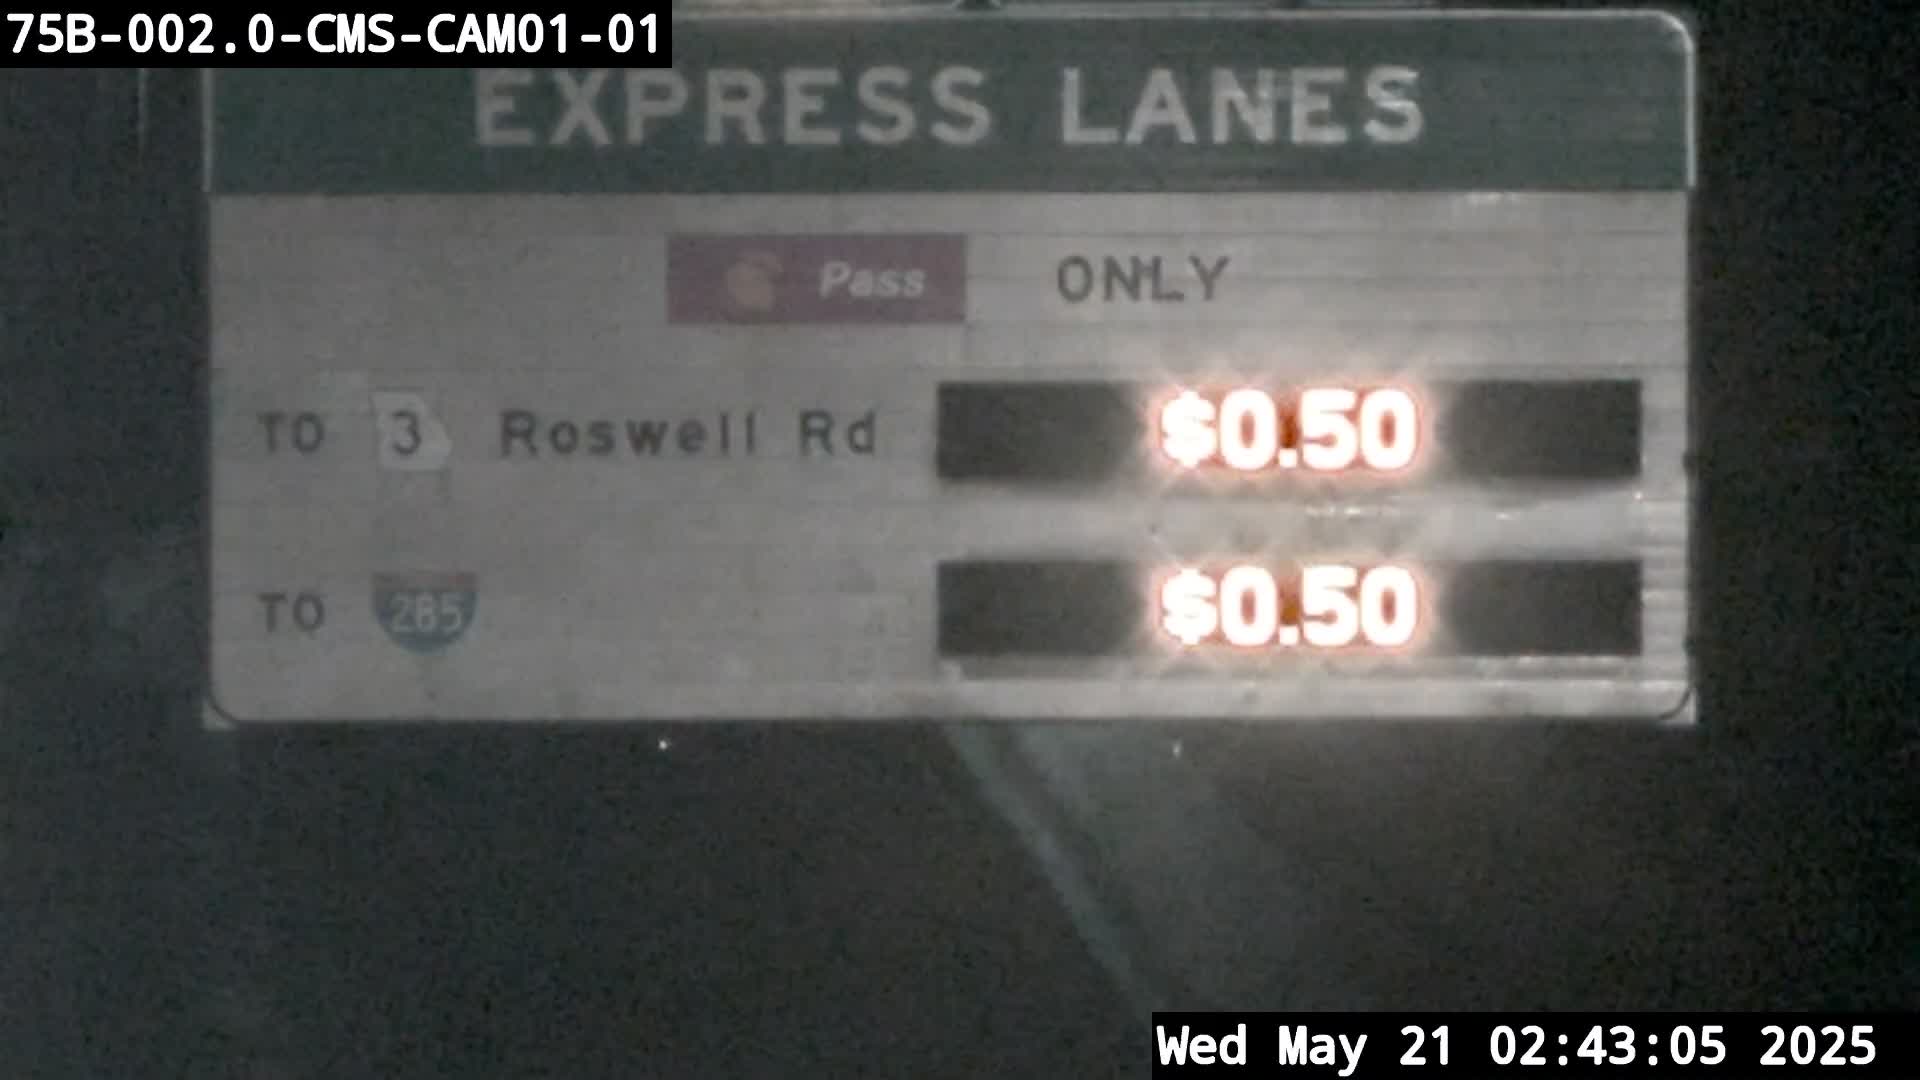 75B-002.0-CMS-CAM01-01
EXPRESS LANES
Pass ONLY
TO 3 Roswell Rd $0.50
TO 285 $0.50
Wed May 21 02:43:05 2025